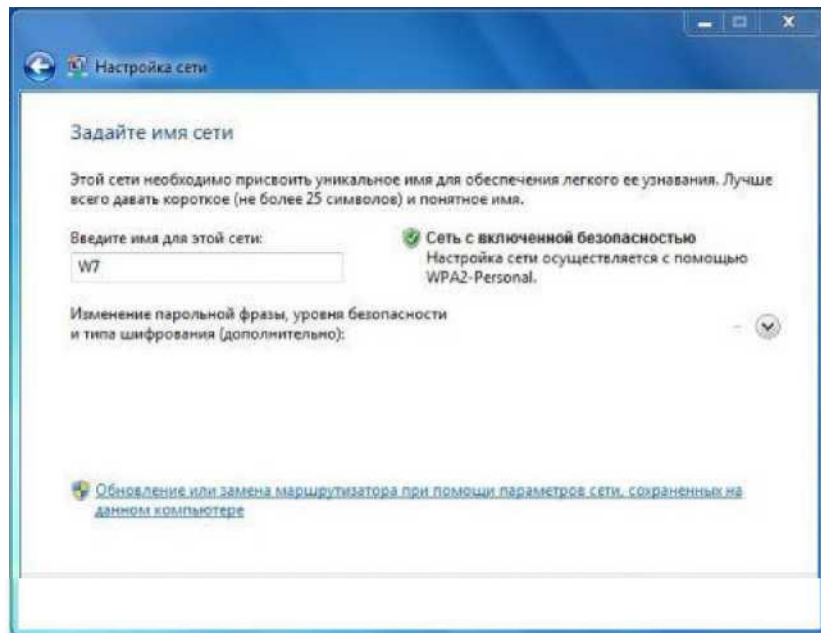 Настройка сети
Задайте имя сети
Этой сети необходимо присвоить уникальное имя для обеспечения легкого ее узнавания. Лучше
всего давать короткое (не более 25 символов) и понятное имя.
Введите имя для этой сети:
W7
Сеть с включенной безопасностью
Настройка сети осуществляется с помощью
WPA2-Personal.
Изменение парольной фразы, уровня безопасности
и типа шифрования (дополнительно):
Обновление или замена маршрутизатора при помощи параметров сети, сохраненных на
данном компьютере